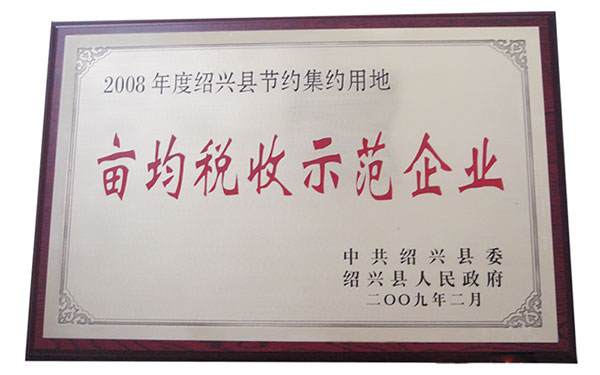 2008年度绍兴县节约集约用地
亩均税收示范企业
中共绍兴县委
绍兴县人民政府
二〇〇九年二月